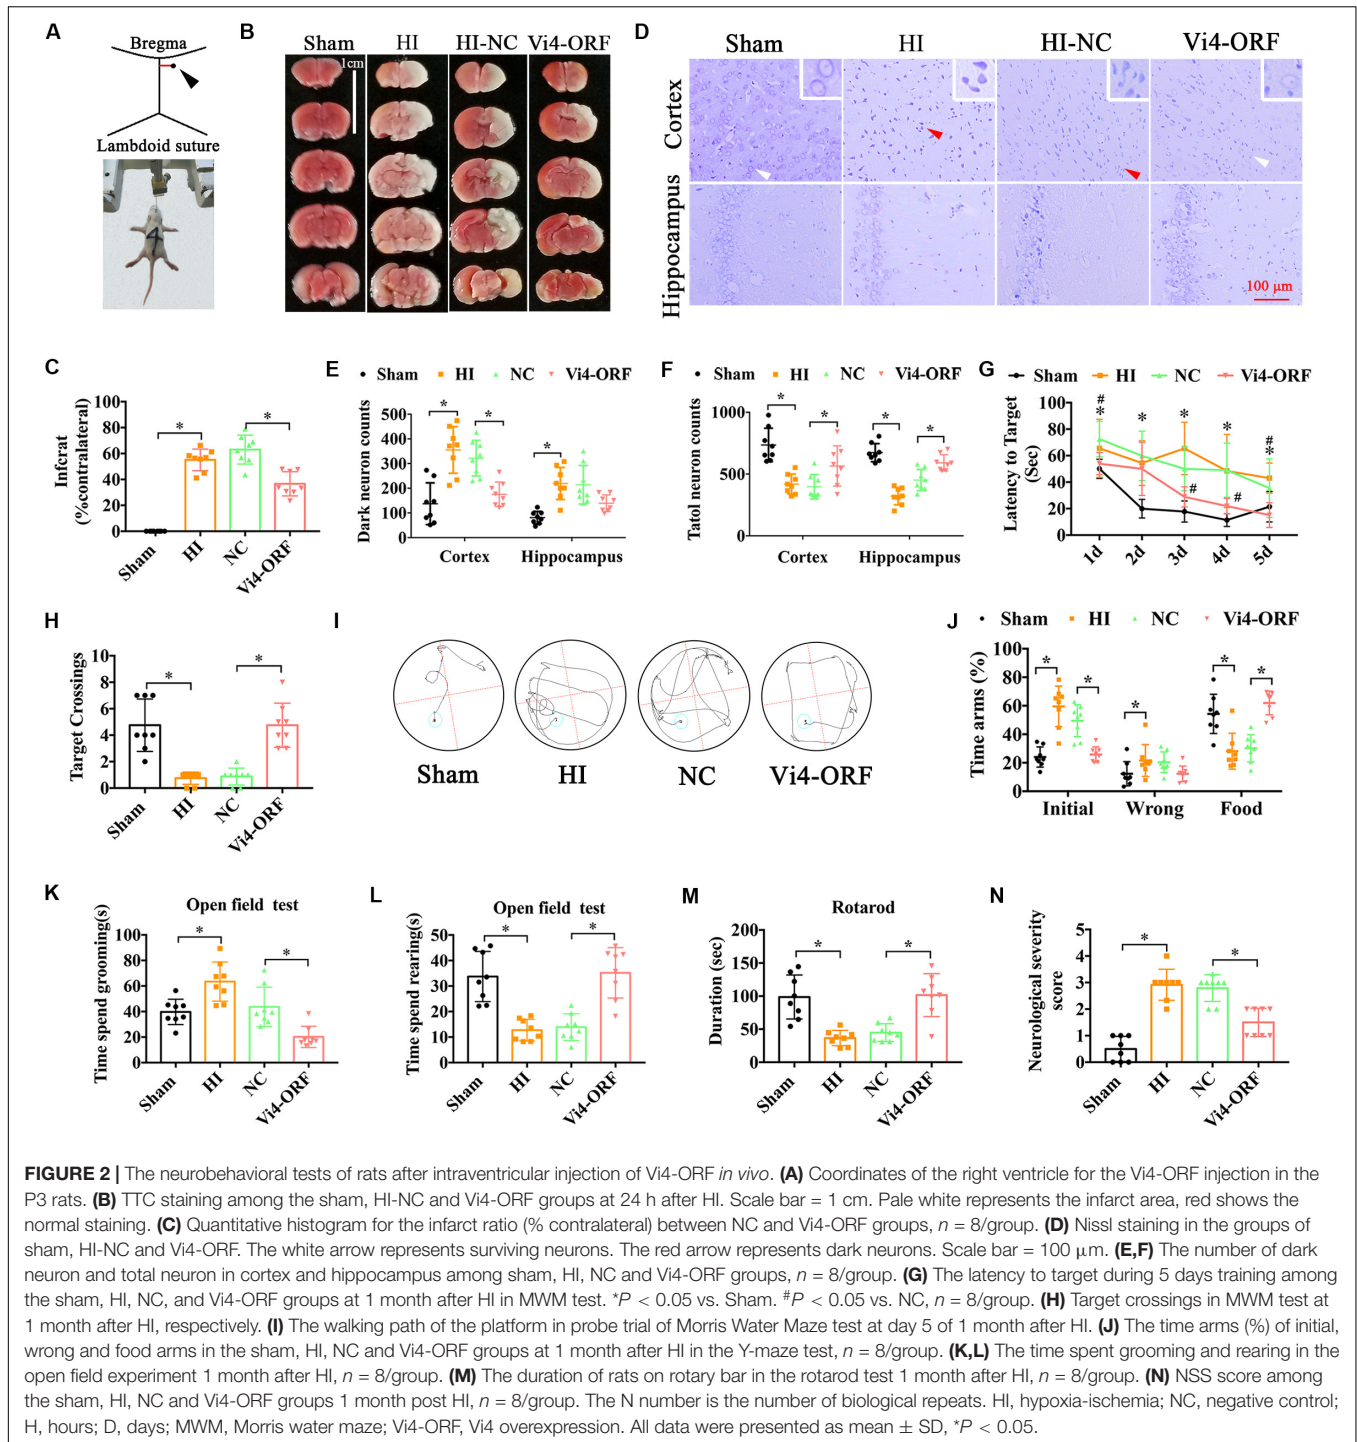 A
Bregma
Lambdoid suture
4
B
Sham HI HI-NC Vi4-ORF
1cm
D
Sham HI HI-NC Vi4-ORF
Cortex
Hippocampus
100 μm
C
Infcrat
(%contralateral)
100
80
60
40
20
0
* *
Sham HI NC Vi4-ORF
E
Sham HI NC Vi4-ORF
Dark neuron counts
500
400
300
200
100
0
* * *
Cortex Hippocampus
F
Sham HI NC Vi4-ORF
Tatol neuron counts
1000
500
0
* * * *
Cortex Hippocampus
G
Sham HI NC Vi4-ORF
Latency to Target
(Sec)
100
80
60
40
20
0
# * * * # * # * # *
1d 2d 3d 4d 5d
H
Target Crossings
10
8
6
4
2
0
* *
Sham HI NC Vi4-ORF
I
Sham HI NC Vi4-ORF
J
Sham HI NC Vi4-ORF
Time arms (%)
100
80
60
40
20
0
* * * * *
Initial Wrong Food
K
Open field test
Time spend grooming(s)
100
80
60
40
20
0
* *
Sham HI NC Vi4-ORF
L
Open field test
Time spend rearing(s)
50
40
30
20
10
0
* *
Sham HI NC Vi4-ORF
M
Rotarod
Duration (sec)
200
150
100
50
0
* *
Sham HI NC Vi4-ORF
N
Neurological severity
score
5
4
3
2
1
0
* *
Sham HI NC Vi4-ORF
FIGURE 2 | The neurobehavioral tests of rats after intraventricular injection of Vi4-ORF in vivo. (A) Coordinates of the right ventricle for the Vi4-ORF injection in the
P3 rats. (B) TTC staining among the sham, HI-NC and Vi4-ORF groups at 24 h after HI. Scale bar = 1 cm. Pale white represents the infarct area, red shows the
normal staining. (C) Quantitative histogram for the infarct ratio (% contralateral) between NC and Vi4-ORF groups, n = 8/group. (D) Nissl staining in the groups of
sham, HI-NC and Vi4-ORF. The white arrow represents surviving neurons. The red arrow represents dark neurons. Scale bar = 100 μm. (E,F) The number of dark
neuron and total neuron in cortex and hippocampus among sham, HI, NC and Vi4-ORF groups, n = 8/group. (G) The latency to target during 5 days training among
the sham, HI, NC, and Vi4-ORF groups at 1 month after HI in MWM test. *P < 0.05 vs. Sham. #P < 0.05 vs. NC, n = 8/group. (H) Target crossings in MWM test at
1 month after HI, respectively. (I) The walking path of the platform in probe trial of Morris Water Maze test at day 5 of 1 month after HI. (J) The time arms (%) of initial,
wrong and food arms in the sham, HI, NC and Vi4-ORF groups at 1 month after HI in the Y-maze test, n = 8/group. (K,L) The time spent grooming and rearing in the
open field experiment 1 month after HI, n = 8/group. (M) The duration of rats on rotary bar in the rotarod test 1 month after HI, n = 8/group. (N) NSS score among
the sham, HI, NC and Vi4-ORF groups 1 month post HI, n = 8/group. The N number is the number of biological repeats. HI, hypoxia-ischemia; NC, negative control;
H, hours; D, days; MWM, Morris water maze; Vi4-ORF, Vi4 overexpression. All data were presented as mean ± SD, *P < 0.05.